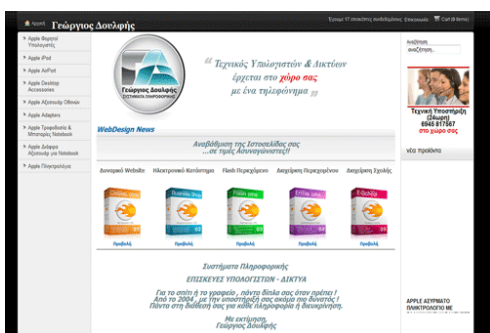 Αρχική Γεώργιος Δουλφής
Έχουμε 17 επισκέπτες συνδεδεμένους Επικοινωνία Cart (0 items)
Apple Φορητοί
Υπολογιστές
Apple iPod
Apple AirPort
Apple Desktop
Accessories
Apple Αξεσουάρ Οθονών
Apple Adapters
Apple Τροφοδοτικά &
Μπαταρίες Notebook
Apple Διάφορα
Αξεσουάρ για Notebook
Apple Πληκτρολόγια
Γεώργιος Δουλφής
ΣΥΣΤΗΜΑΤΑ ΠΛΗΡΟΦΟΡΙΚΗΣ
“ Τεχνικός Υπολογιστών & Δικτύων
έρχεται στο χώρο σας
με ένα τηλεφώνημα ”
WebDesign News
Αναβάθμιση της Ιστοσελίδας σας
...σε τιμές ασυναγώνιστες!!
Δυναμικό Website Ηλεκτρονικό Κατάστημα Flash Περιεχόμενο Διαχείριση Περιεχομένου Διαχείριση Σχολής
Προβολή Προβολή Προβολή Προβολή Προβολή
Συστήματα Πληροφορικής
ΕΠΙΣΚΕΥΕΣ ΥΠΟΛΟΓΙΣΤΩΝ - ΔΙΚΤΥΑ
Για το σπίτι ή το γραφείο , πάντα δίπλα σας όταν πρέπει !
Από το 2004 , με την υποστήριξή σας ακόμα πιο δυνατός !
Πάντα στη διάθεσή σας για κάθε πληροφορία ή διευκρίνηση.
Με εκτίμηση,
Γεώργιος Δουλφής
Αναζήτηση
αναζήτηση...
Τεχνική Υποστήριξη
(24ωρη)
6945 817567
στο χώρο σας
νέα προϊόντα
APPLE ΑΣΥΡΜΑΤΟ
ΠΛΗΚΤΡΟΛΟΓΙΟ ΜΕ